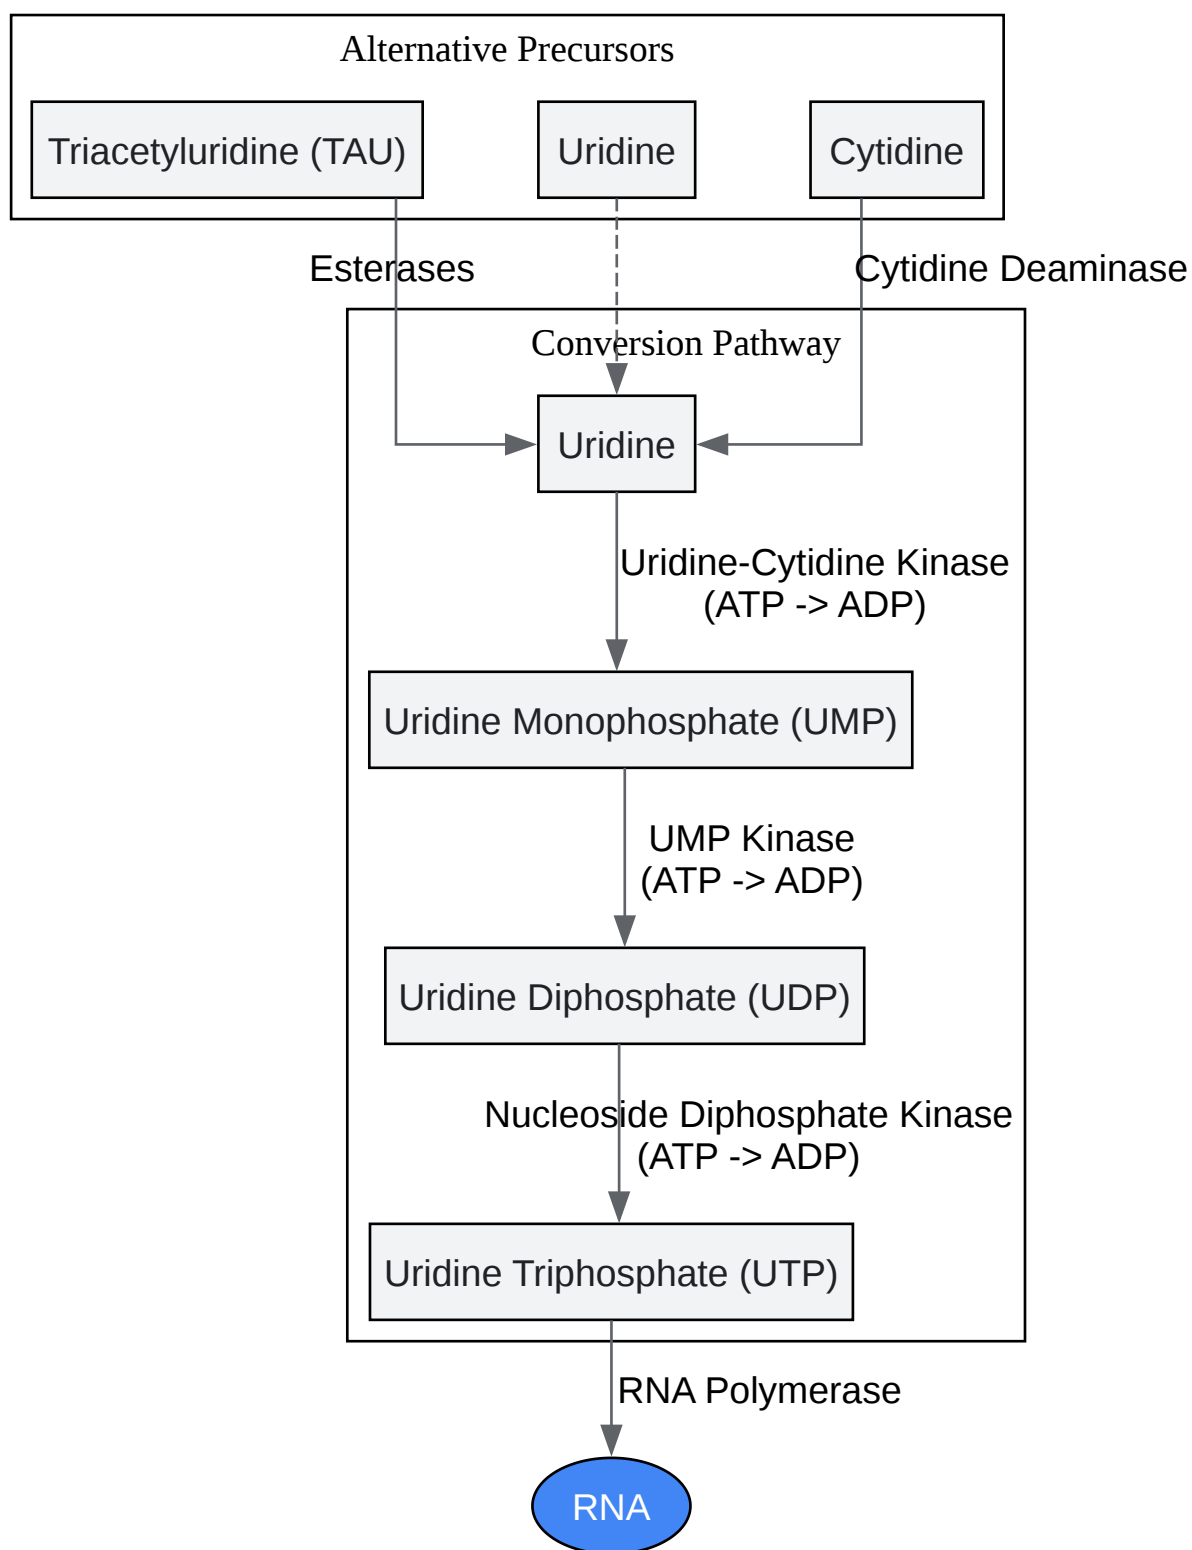 Alternative Precursors
Triacetyluridine (TAU)
Uridine
Cytidine
Esterases
Cytidine Deaminase
Conversion Pathway
Uridine
Uridine-Cytidine Kinase
(ATP -> ADP)
Uridine Monophosphate (UMP)
UMP Kinase
(ATP -> ADP)
Uridine Diphosphate (UDP)
Nucleoside Diphosphate Kinase
(ATP -> ADP)
Uridine Triphosphate (UTP)
RNA Polymerase
RNA